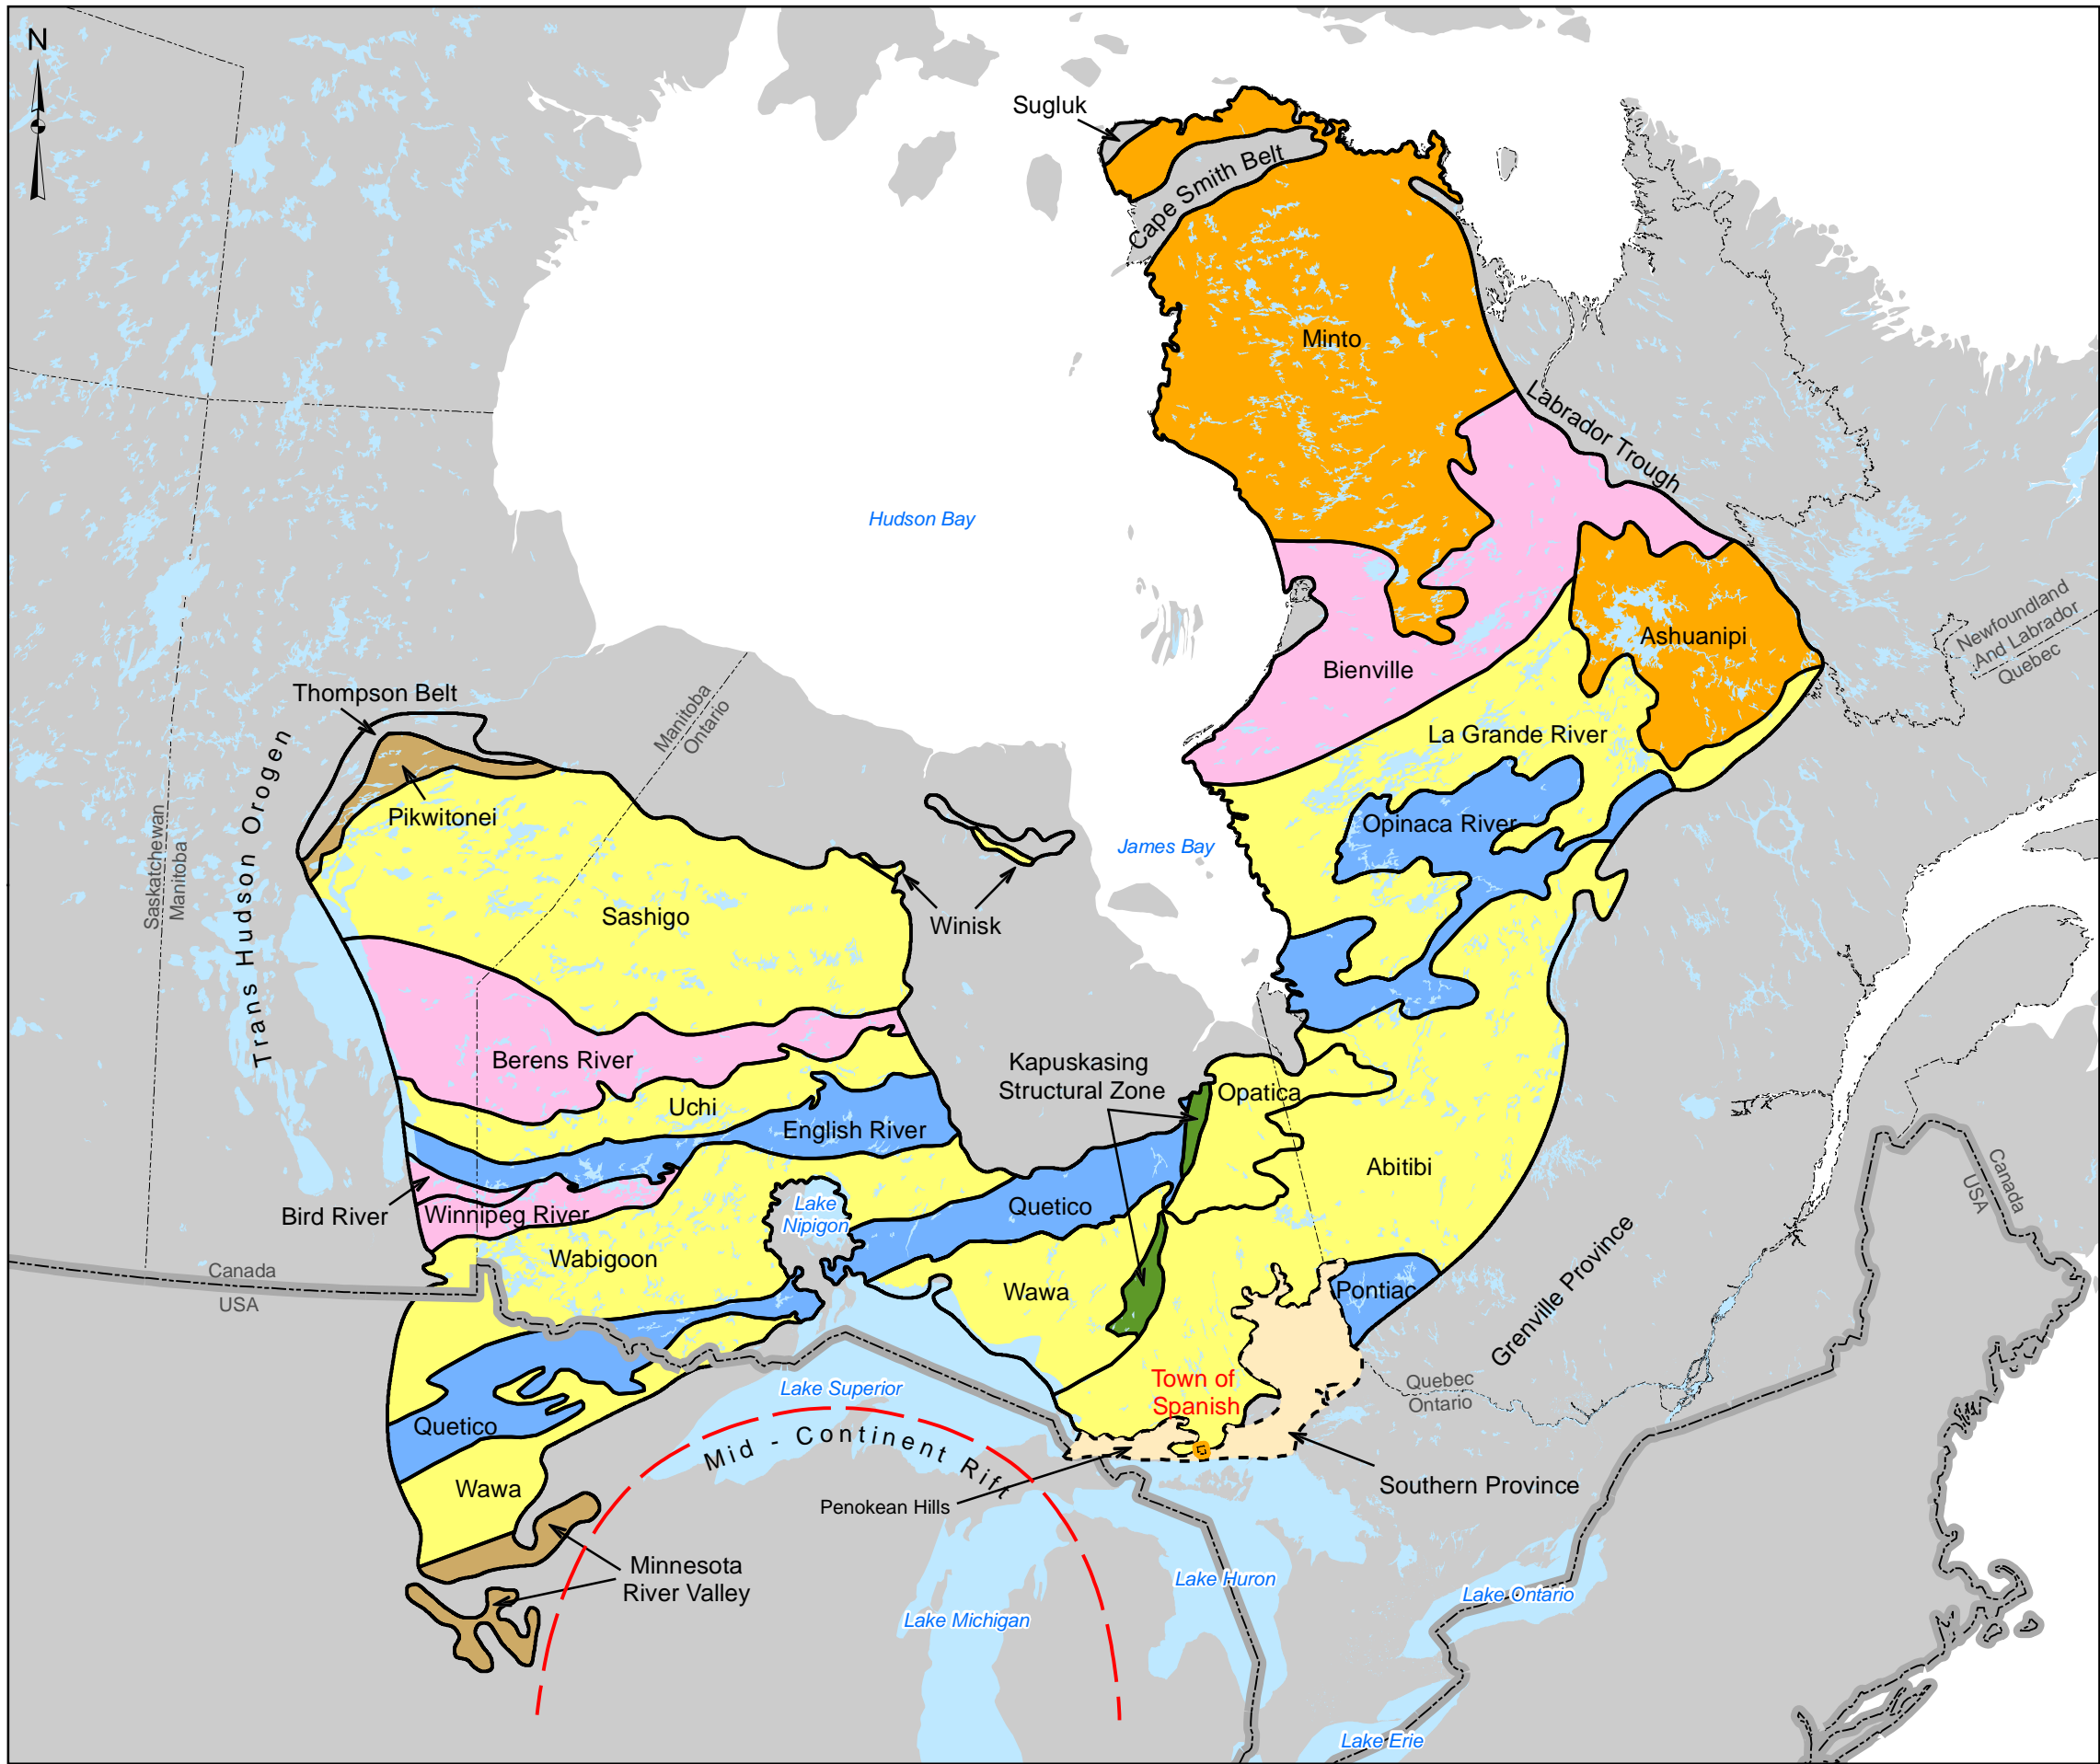 N
Sugluk
Cape Smith Belt
Minto
Labrador Trough
Hudson Bay
Newfoundland
And Labrador
Quebec
Ashuanipi
Bienville
Thompson Belt
Manitoba
Ontario
La Grande River
Trans Hudson Orogen
Pikwitonei
Opinaca River
James Bay
Saskatchewan
Manitoba
Sashigo
Winisk
Berens River
Kapuskasing
Structural Zone
Opatica
Uchi
English River
Abitibi
Canada
USA
Bird River
Winnipeg River
Lake
Nipigon
Quetico
Wabigoon
Canada
USA
Wawa
Pontiac
Grenville Province
Town of
Spanish
Quebec
Ontario
Lake Superior
Quetico
Mid - Continent Rift
Wawa
Penokean Hills
Southern Province
Minnesota
River Valley
Lake Huron
Lake Ontario
Lake Michigan
Lake Erie